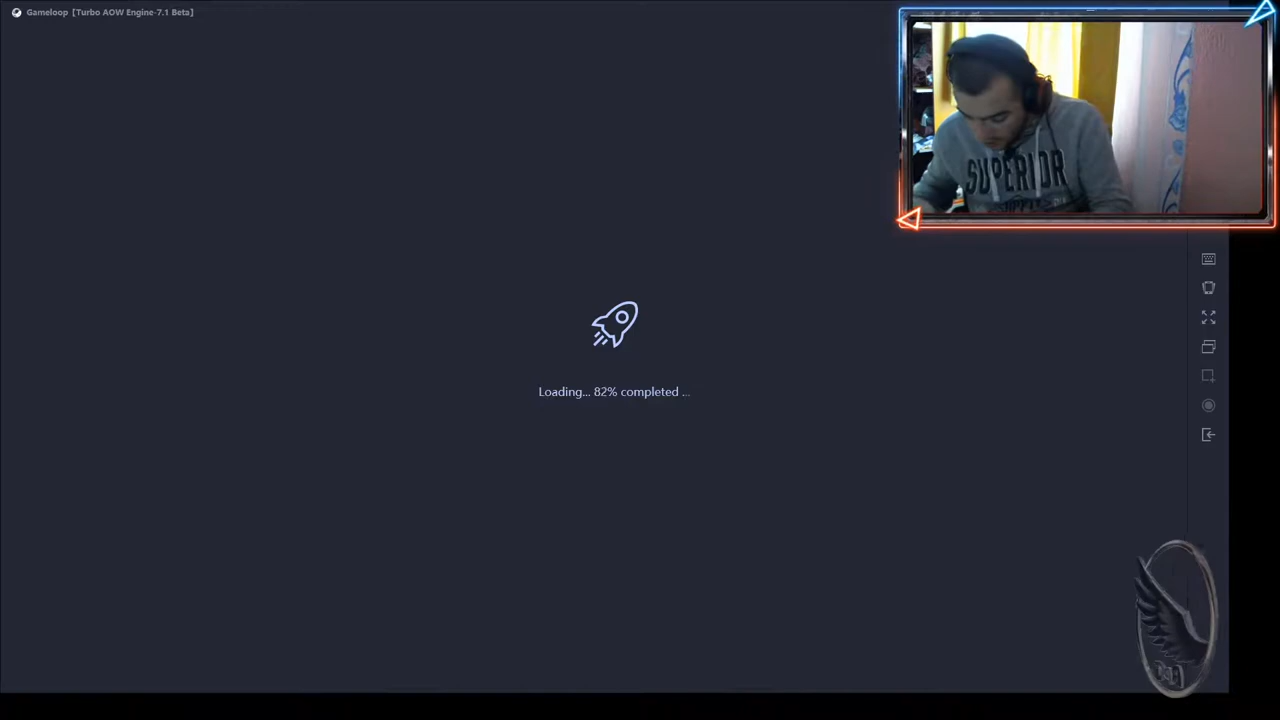 Gameloop [Turbo AOW Engine-7.1 Beta]
SUPERIOR
Loading... 82% completed ...